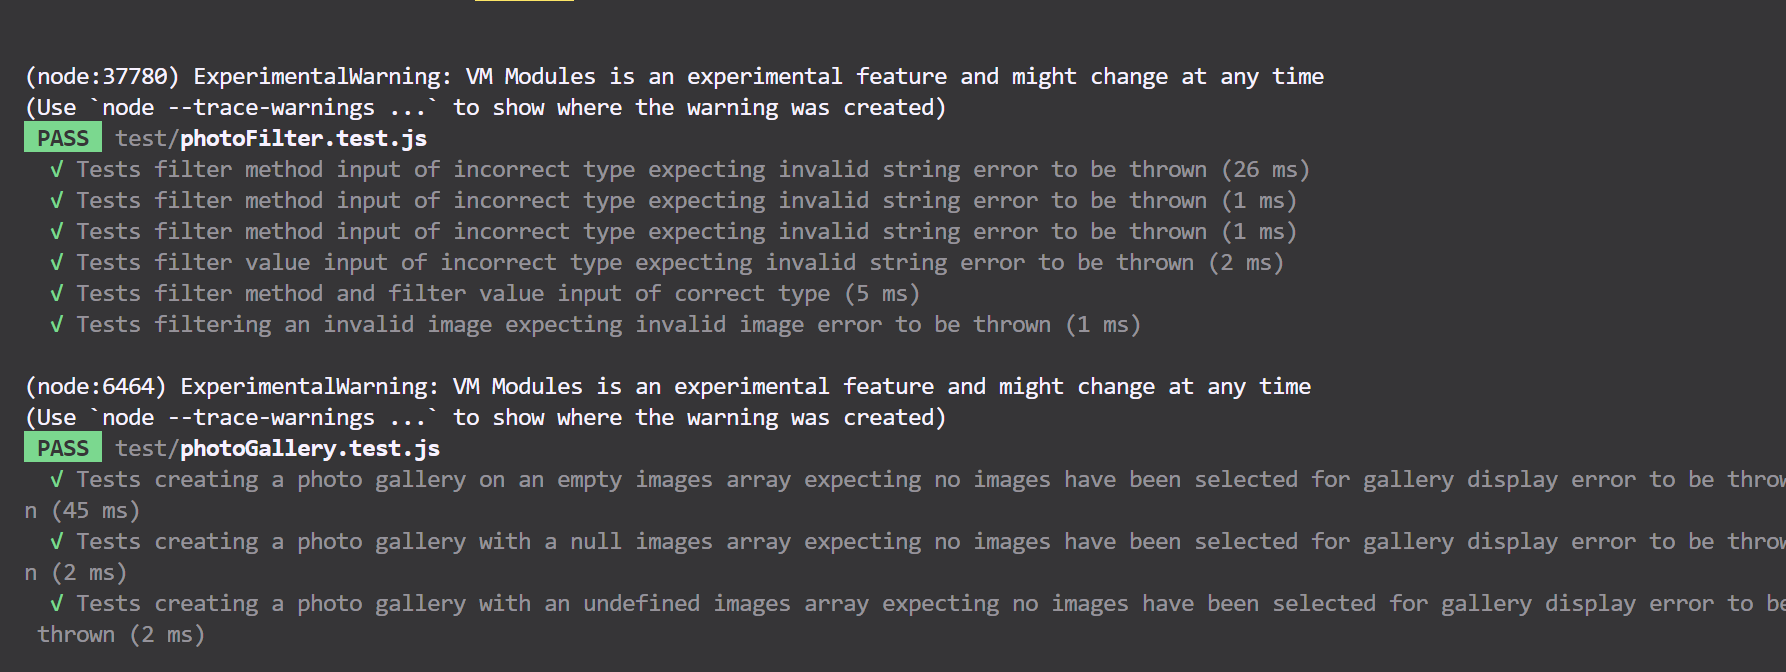 (node:37780) ExperimentalWarning: VM Modules is an experimental feature and might change at any time
(Use `node --trace-warnings ...` to show where the warning was created)
PASS test/photoFilter.test.js
√ Tests filter method input of incorrect type expecting invalid string error to be thrown (26 ms)
√ Tests filter method input of incorrect type expecting invalid string error to be thrown (1 ms)
√ Tests filter method input of incorrect type expecting invalid string error to be thrown (1 ms)
√ Tests filter value input of incorrect type expecting invalid string error to be thrown (2 ms)
√ Tests filter method and filter value input of correct type (5 ms)
√ Tests filtering an invalid image expecting invalid image error to be thrown (1 ms)
(node:6464) ExperimentalWarning: VM Modules is an experimental feature and might change at any time
(Use `node --trace-warnings ...` to show where the warning was created)
PASS test/photoGallery.test.js
√ Tests creating a photo gallery on an empty images array expecting no images have been selected for gallery display error to be throw
n (45 ms)
√ Tests creating a photo gallery with a null images array expecting no images have been selected for gallery display error to be throw
n (2 ms)
√ Tests creating a photo gallery with an undefined images array expecting no images have been selected for gallery display error to be
thrown (2 ms)